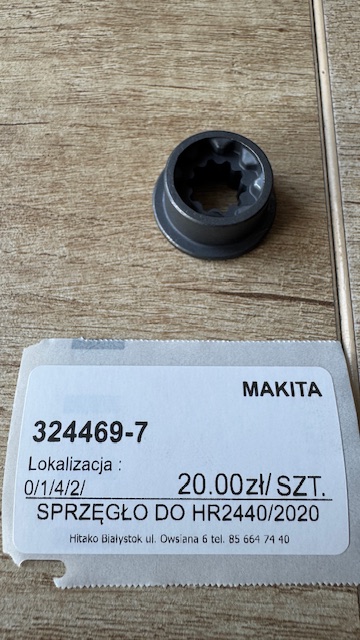 MAKITA
324469-7
Lokalizacja :
0/1/4/2/ 20.00zł/ SZT.
SPRZĘGŁO DO HR2440/2020
Hitako Białystok ul. Owsiana 6 tel. 85 664 74 40